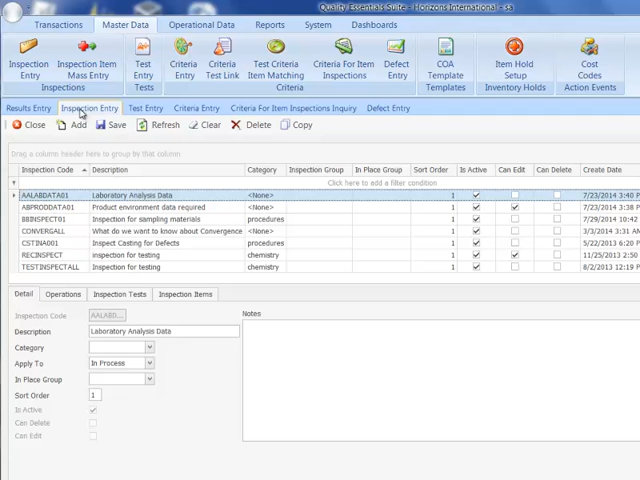 Quality Essentials Suite - Horizons International - sa
Transactions Master Data Operational Data Reports System Dashboards
Inspection Entry Inspection Item Mass Entry Test Entry Criteria Entry Criteria Test Link Test Criteria Item Matching Criteria For Item Inspections Defect Entry COA Template Item Hold Setup Cost Codes
Inspections Tests Criteria Templates Inventory Holds Action Events
Results Entry Inspection Entry Test Entry Criteria Entry Criteria For Item Inspections Inquiry Defect Entry
Close Add Save Refresh Clear Delete Copy
Drag a column header here to group by that column
Inspection Code Description Category Inspection Group In Place Group Sort Order Is Active Can Edit Can Delete Create Date
Click here to add a filter condition
AALABDATA01 Laboratory Analysis Data <None> 1 7/23/2014 3:40 P
ABPRODDATA01 Product environment data required <None> 1 7/23/2014 3:38 P
BBINSPECT01 Inspection for sampling materials procedures 1 7/29/2014 10:42
CONVERGALL What do we want to know about Convergence <None> 1 3/3/2014 3:31 AM
CSTINA001 Inspect Casting for Defects procedures 1 5/22/2013 6:20 P
RECINSPECT inspection for testing chemistry 1 11/25/2013 2:50
TESTINSPECTALL Inspection for testing chemistry 1 8/2/2013 12:19 P
Detail Operations Inspection Tests Inspection Items
Inspection Code AALABD...
Notes
Description Laboratory Analysis Data
Category
Apply To In Process
In Place Group
Sort Order 1
Is Active
Can Delete
Can Edit